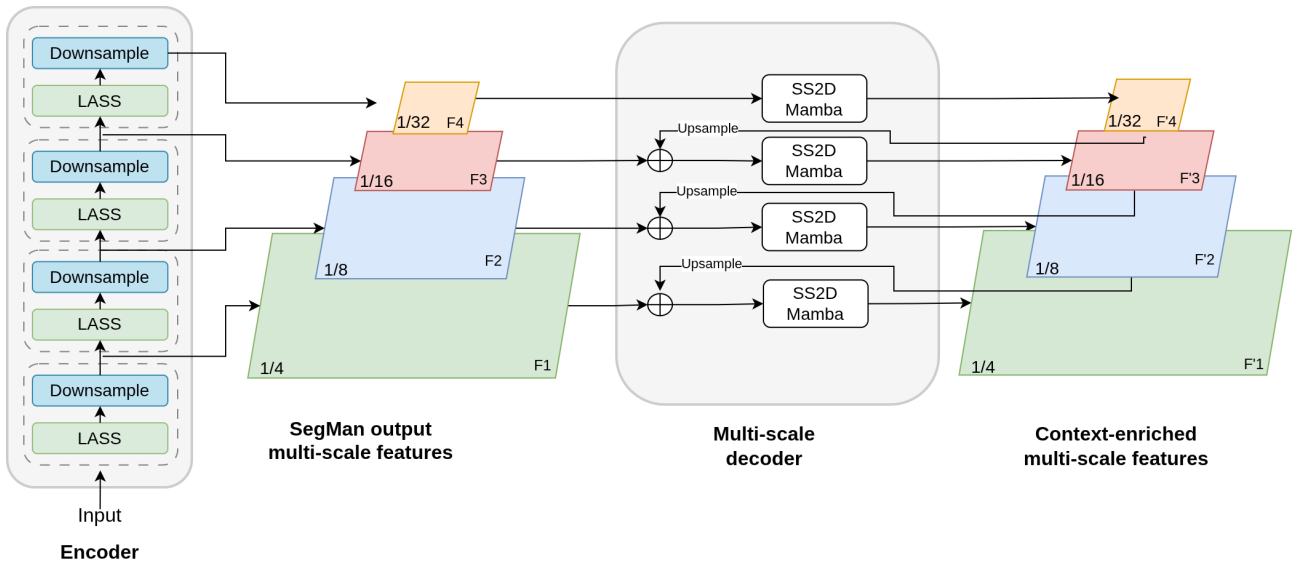 Downsample
LASS
Downsample
LASS
Downsample
LASS
Downsample
LASS
Input
Encoder
1/32 F4
1/16 F3
1/8 F2
1/4 F1
SegMan output
multi-scale features
SS2D
Mamba
Upsample
SS2D
Mamba
Upsample
SS2D
Mamba
Upsample
SS2D
Mamba
Multi-scale
decoder
1/32 F'4
1/16 F'3
1/8 F'2
1/4 F'1
Context-enriched
multi-scale features